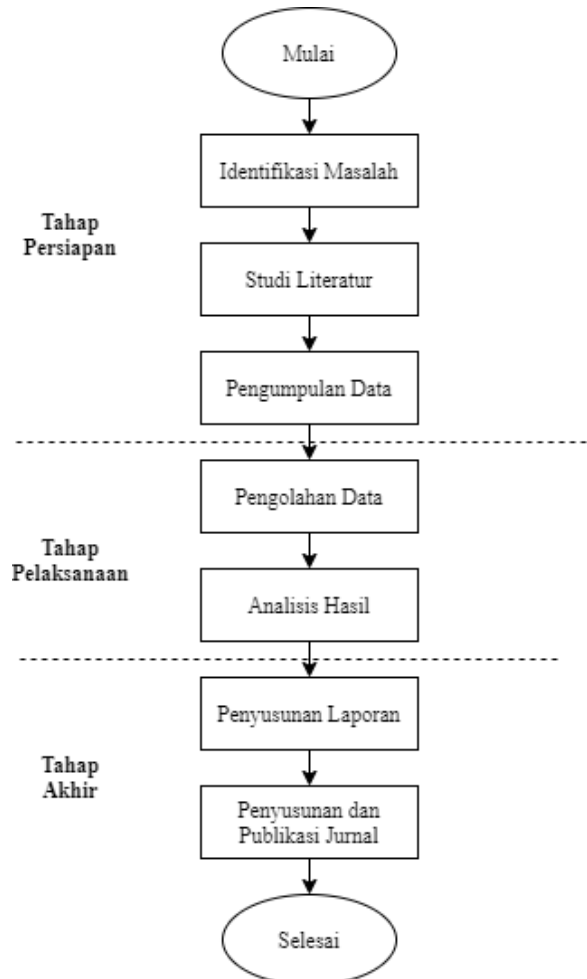 Mulai
Identifikasi Masalah
Tahap
Persiapan
Studi Literatur
Pengumpulan Data
Pengolahan Data
Tahap
Pelaksanaan
Analisis Hasil
Penyusunan Laporan
Tahap
Akhir
Penyusunan dan
Publikasi Jurnal
Selesai